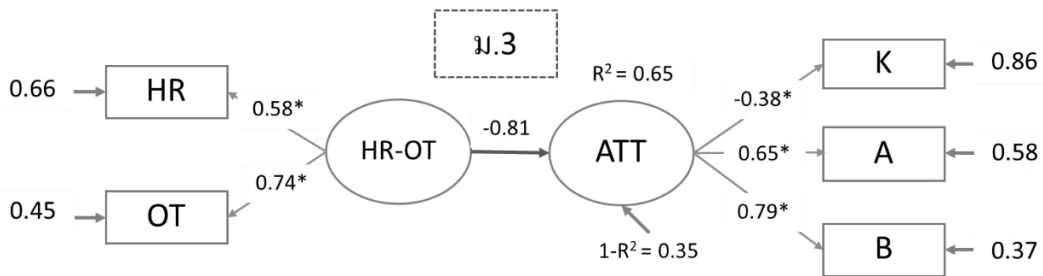 ม.3
R² = 0.65
0.66
HR
0.58*
HR-OT
-0.81
ATT
-0.38*
K
0.86
0.65*
A
0.58
0.45
OT
0.74*
0.79*
B
0.37
1-R² = 0.35